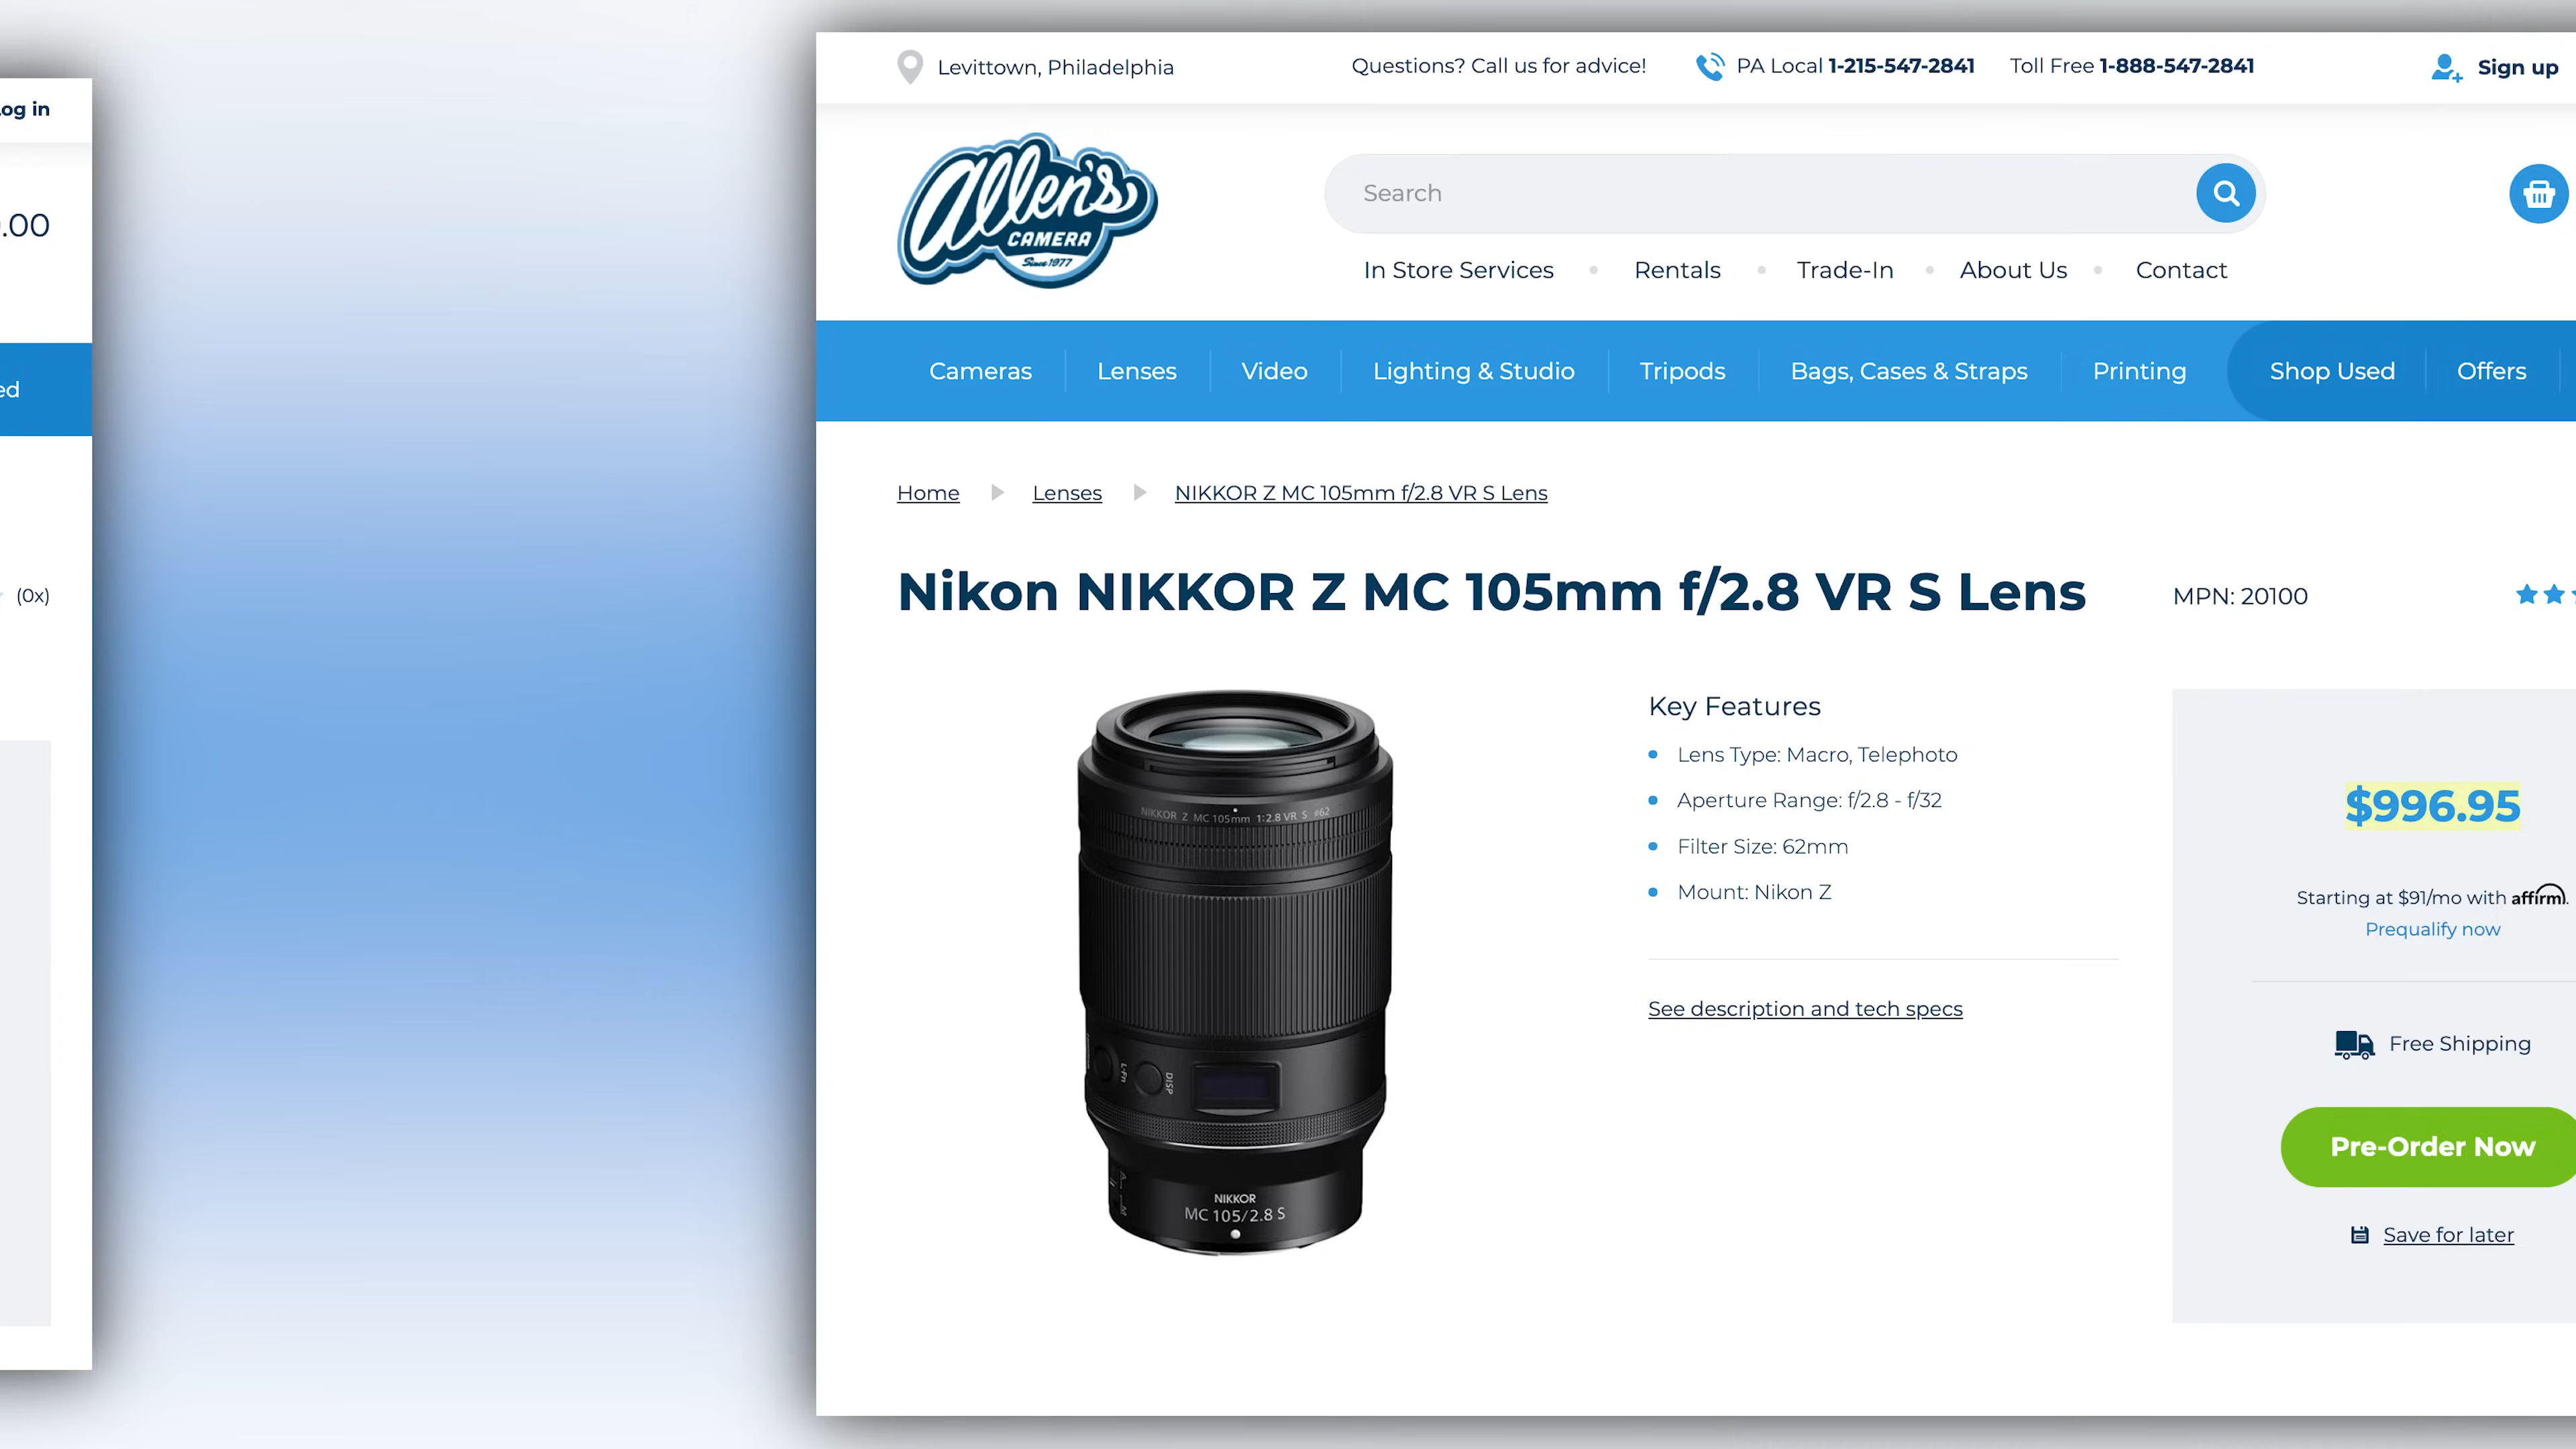 og in
.00
ed
(0x)
Levittown, Philadelphia
Questions? Call us for advice!
PA Local 1-215-547-2841
Toll Free 1-888-547-2841
Sign up
Allen's
CAMERA
Since 1977
Search
In Store Services
Rentals
Trade-In
About Us
Contact
Cameras
Lenses
Video
Lighting & Studio
Tripods
Bags, Cases & Straps
Printing
Shop Used
Offers
Home
Lenses
NIKKOR Z MC 105mm f/2.8 VR S Lens
Nikon NIKKOR Z MC 105mm f/2.8 VR S Lens
MPN: 20100
NIKKOR Z MC 105mm 1:2.8 VR S ⌀62
L-Fn
DISP
NIKKOR
MC 105/2.8 S
Key Features
Lens Type: Macro, Telephoto
Aperture Range: f/2.8 - f/32
Filter Size: 62mm
Mount: Nikon Z
See description and tech specs
$996.95
Starting at $91/mo with affirm.
Prequalify now
Free Shipping
Pre-Order Now
Save for later